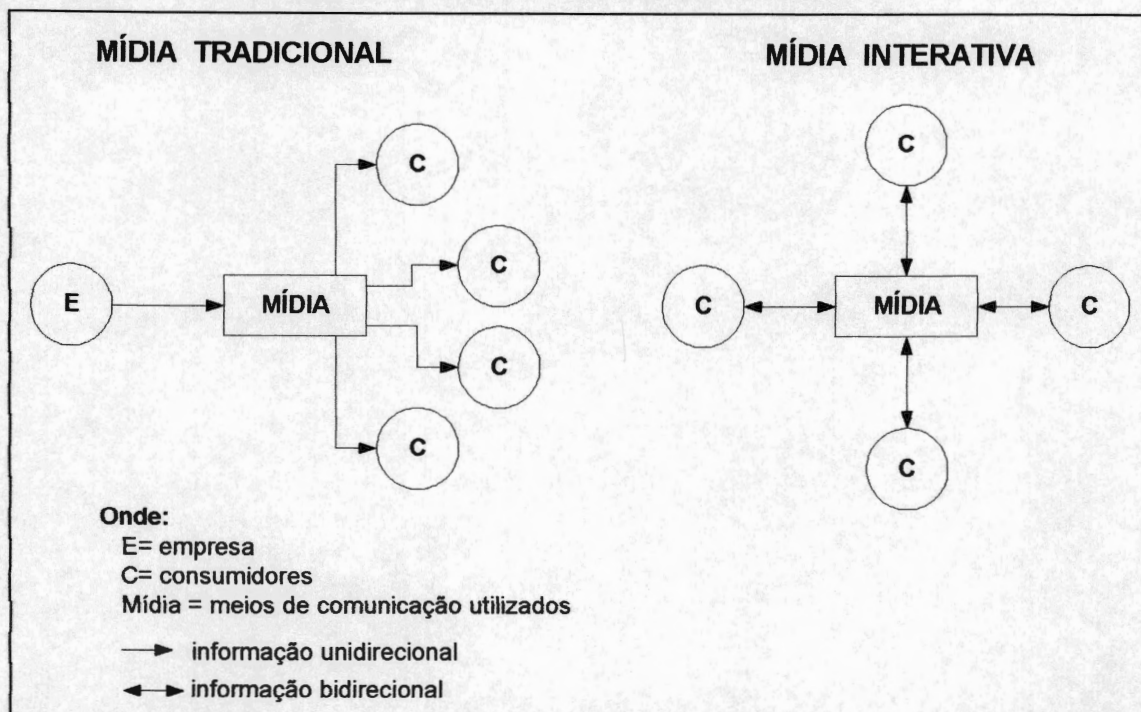 MÍDIA TRADICIONAL
C
C
E
MÍDIA
C
C
MÍDIA INTERATIVA
C
C
MÍDIA
C
C
Onde:
E= empresa
C= consumidores
Mídia = meios de comunicação utilizados
informação unidirecional
informação bidirecional